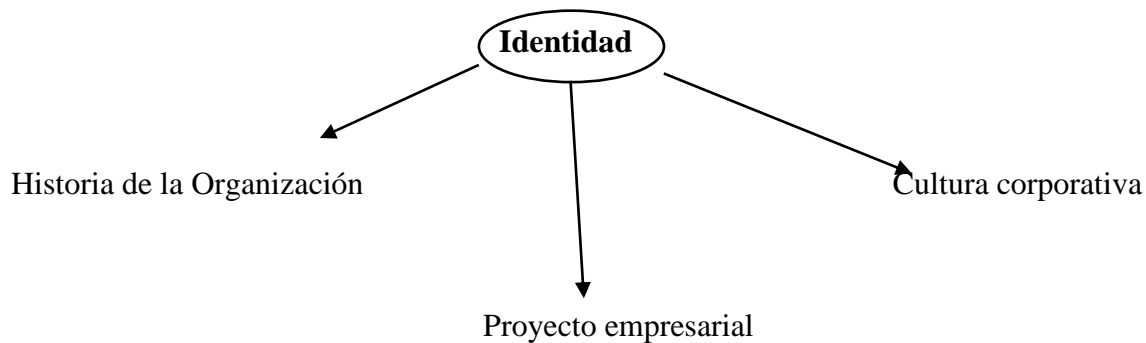 Identidad
Historia de la Organización
Cultura corporativa
Proyecto empresarial